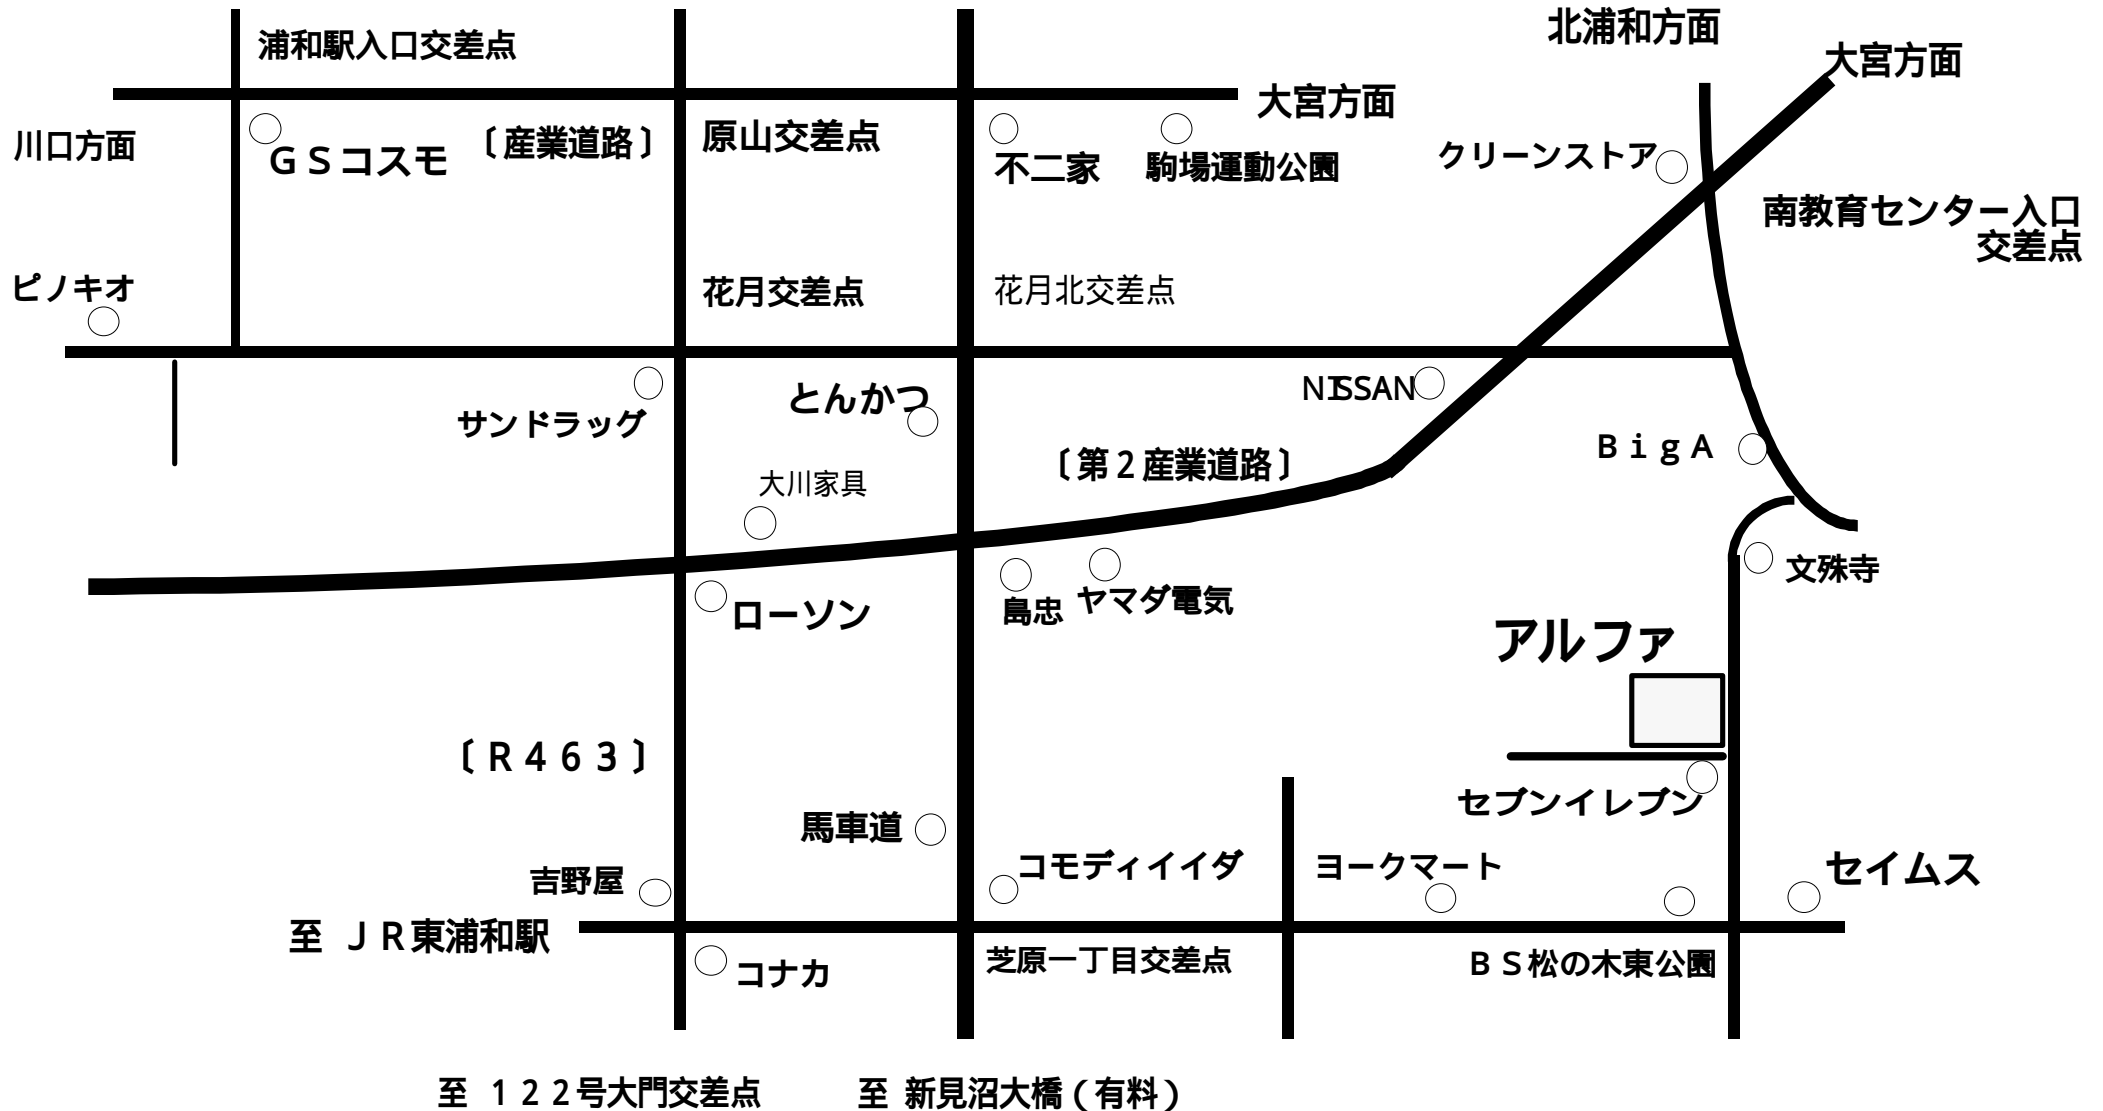 北浦和方面
大宮方面
浦和駅入口交差点
大宮方面
川口方面
GSコスモ
〔産業道路〕
原山交差点
不二家
駒場運動公園
クリーンストア
南教育センター入口
交差点
ピノキオ
花月交差点
花月北交差点
サンドラッグ
とんかつ
NISSAN
BigA
〔第2産業道路〕
大川家具
ローソン
島忠
ヤマダ電気
文殊寺
アルファ
〔R463〕
セブンイレブン
馬車道
コモディイイダ
ヨークマート
セイムス
吉野屋
至 JR東浦和駅
コナカ
芝原一丁目交差点
BS松の木東公園
至 122号大門交差点
至 新見沼大橋(有料)